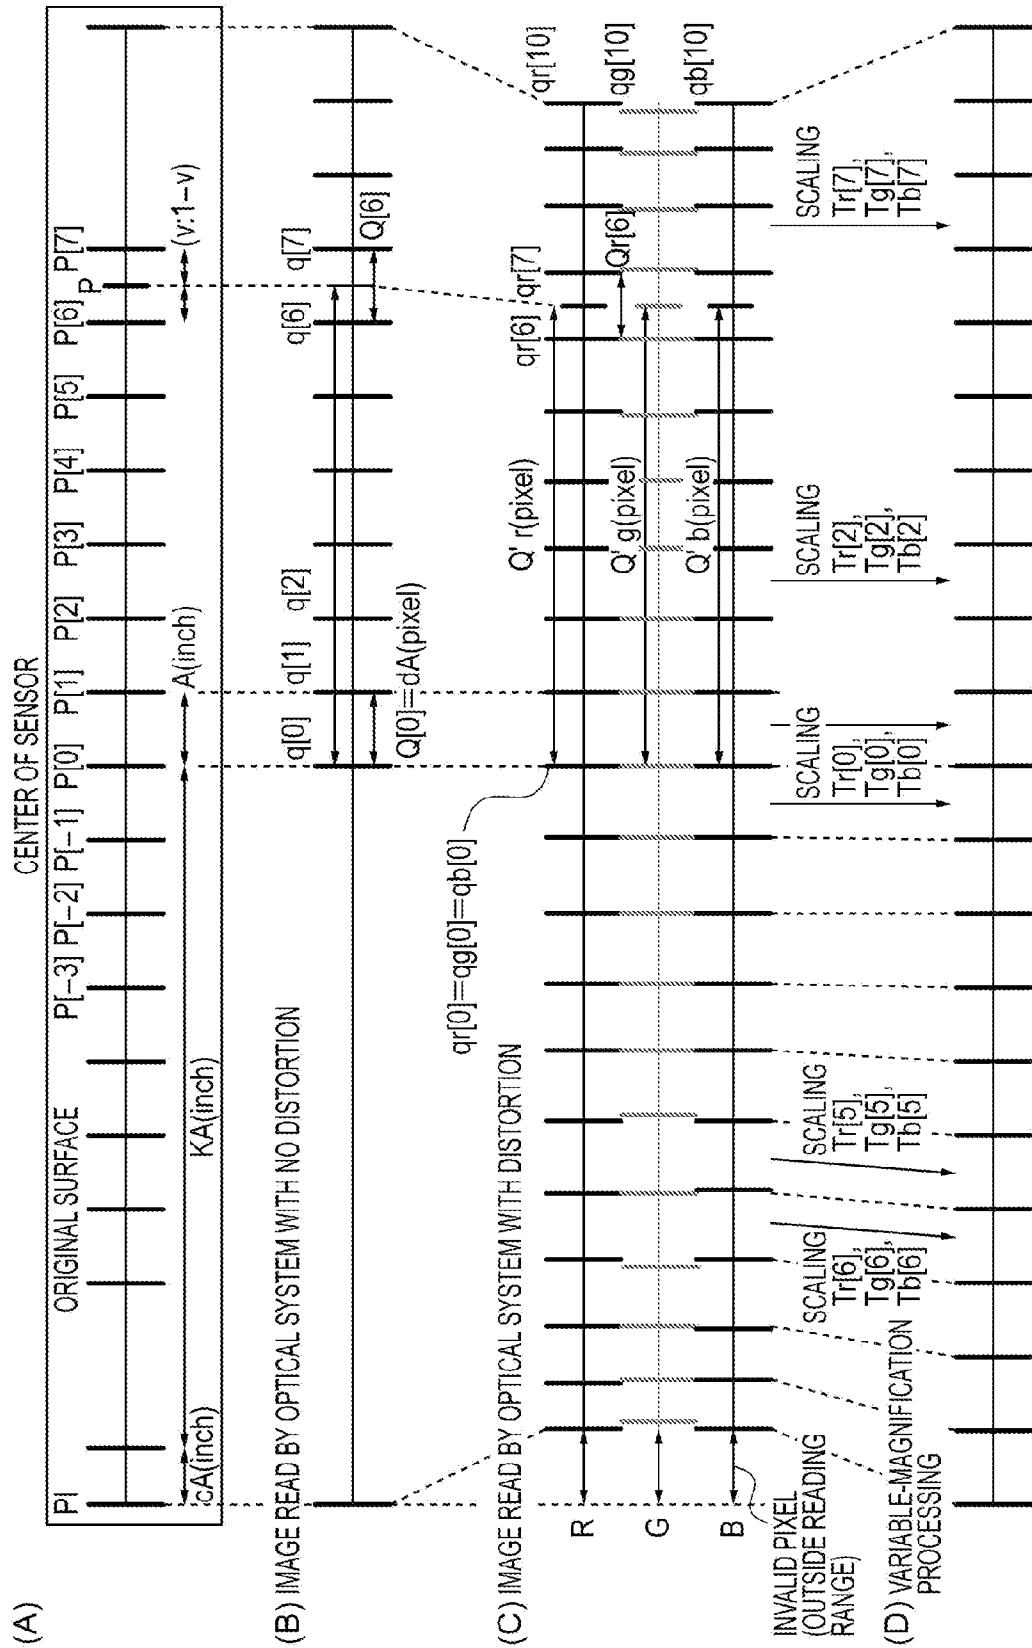 (A)
CENTER OF SENSOR
ORIGINAL SURFACE
Pl
P[−3] P[−2] P[−1] P[0] P[1] P[2] P[3] P[4] P[5] P[6] P P[7]
cA(inch)
KA(inch)
A(inch)
(v:1−v)
(B) IMAGE READ BY OPTICAL SYSTEM WITH NO DISTORTION
q[0] q[1] q[2] q[6] q[7]
Q[0]=dA(pixel)
Q[6]
qr[0]=qg[0]=qb[0]
(C) IMAGE READ BY OPTICAL SYSTEM WITH DISTORTION
qr[6] qr[7] qr[10]
Q' r(pixel)
Qr[6]
qg[10]
Q' g(pixel)
qb[10]
Q' b(pixel)
R
G
B
INVALID PIXEL
(OUTSIDE READING
RANGE)
SCALING
Tr[6],
Tg[6],
Tb[6]
SCALING
Tr[5],
Tg[5],
Tb[5]
SCALING
Tr[0],
Tg[0],
Tb[0]
SCALING
Tr[2],
Tg[2],
Tb[2]
SCALING
Tr[7],
Tg[7],
Tb[7]
(D) VARIABLE-MAGNIFICATION
PROCESSING